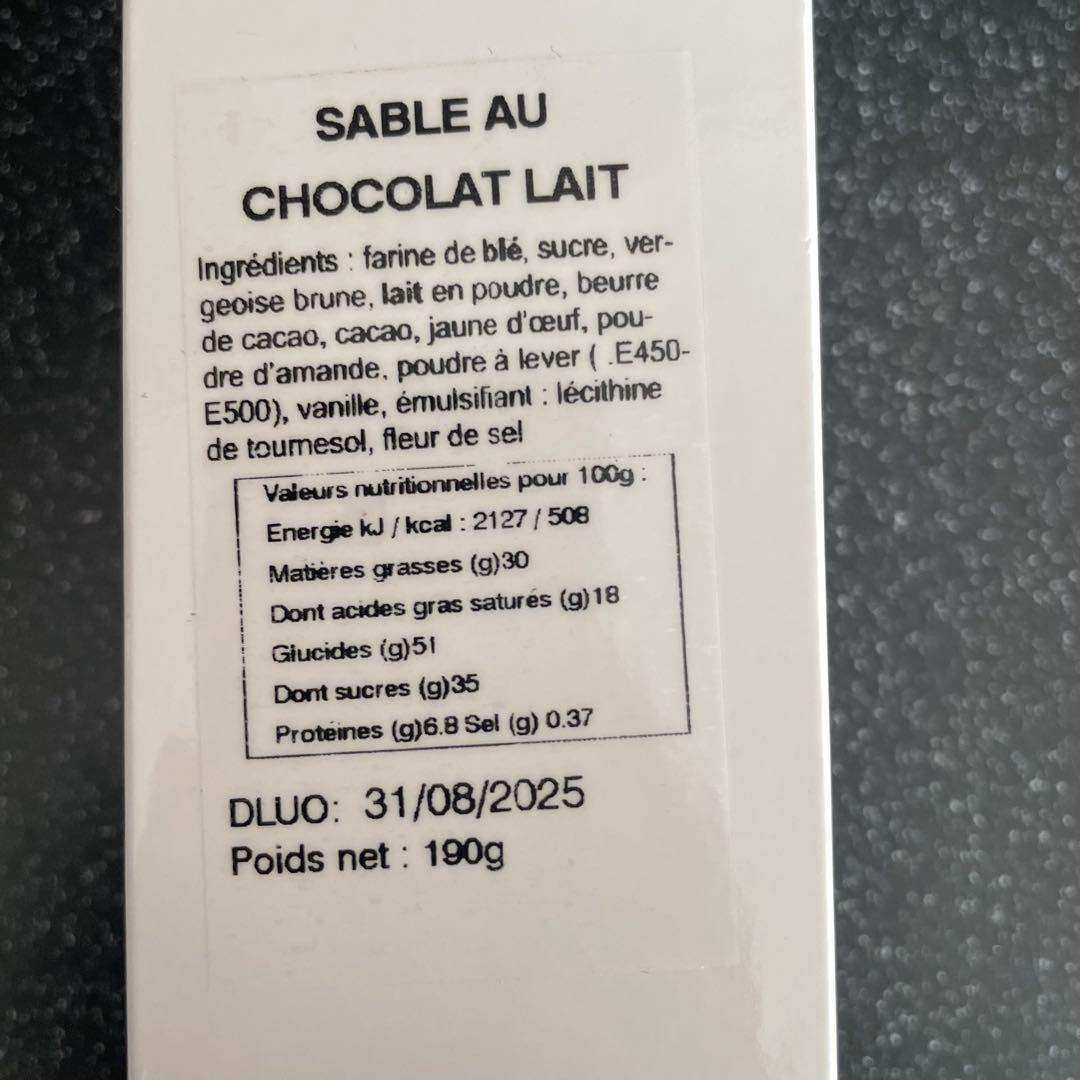 SABLE AU
CHOCOLAT LAIT
Ingrédients : farine de blé, sucre, ver-
geoise brune, lait en poudre, beurre
de cacao, cacao, jaune d'œuf, pou-
dre d'amande, poudre à lever ( .E450-
E500), vanille, émulsifiant : lécithine
de tournesol, fleur de sel
Valeurs nutritionnelles pour 100g :
Energie kJ / kcal : 2127 / 508
Matières grasses (g)30
Dont acides gras saturés (g)18
Glucides (g)51
Dont sucres (g)35
Protéines (g)6.8 Sel (g) 0.37
DLUO: 31/08/2025
Poids net : 190g